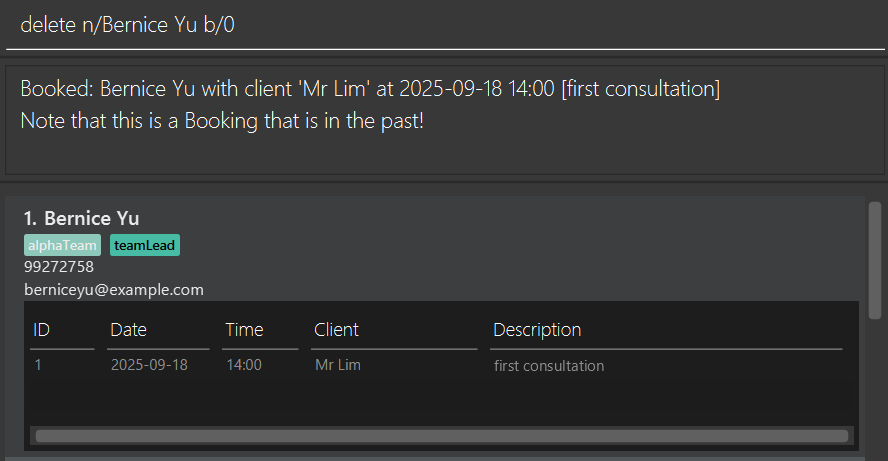 delete n/Bernice Yu b/0
Booked: Bernice Yu with client 'Mr Lim' at 2025-09-18 14:00 [first consultation]
Note that this is a Booking that is in the past!
1. Bernice Yu
alphaTeam teamLead
99272758
berniceyu@example.com
ID Date Time Client Description
1 2025-09-18 14:00 Mr Lim first consultation